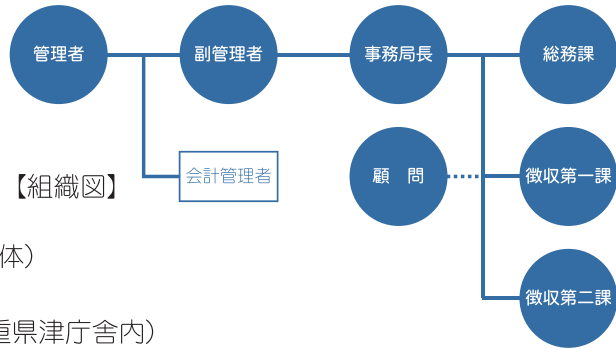 管理者
副管理者
事務局長
総務課
会計管理者
顧 問
徴収第一課
【組織図】
体）
徴収第二課
重県津庁舎内）